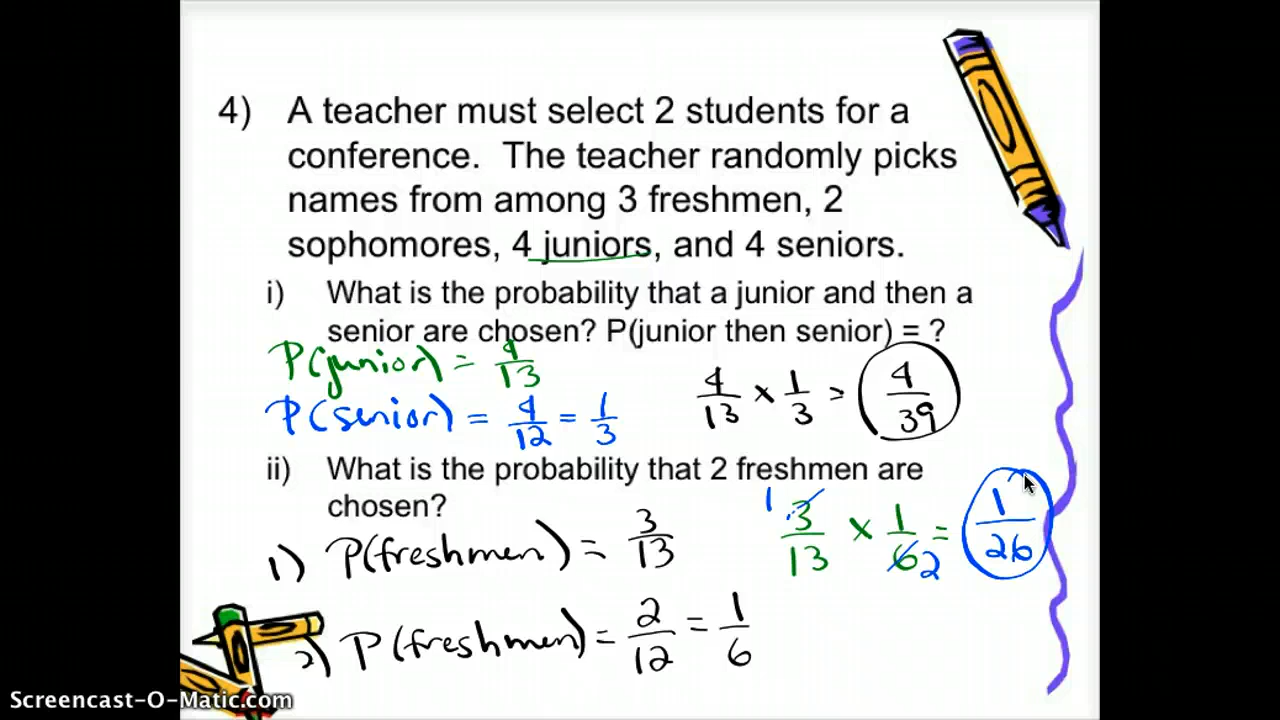 4) A teacher must select 2 students for a
conference. The teacher randomly picks
names from among 3 freshmen, 2
sophomores, 4 juniors, and 4 seniors.
i) What is the probability that a junior and then a
senior are chosen? P(junior then senior) = ?
P(junior) = 4/13
P(senior) = 4/12 = 1/3
4/13 x 1/3 = 4/39
ii) What is the probability that 2 freshmen are
chosen?
1) P(freshmen) = 3/13
1 3/13 x 1/6 2 = 1/26
2) P(freshmen) = 2/12 = 1/6
Screencast-O-Matic.com